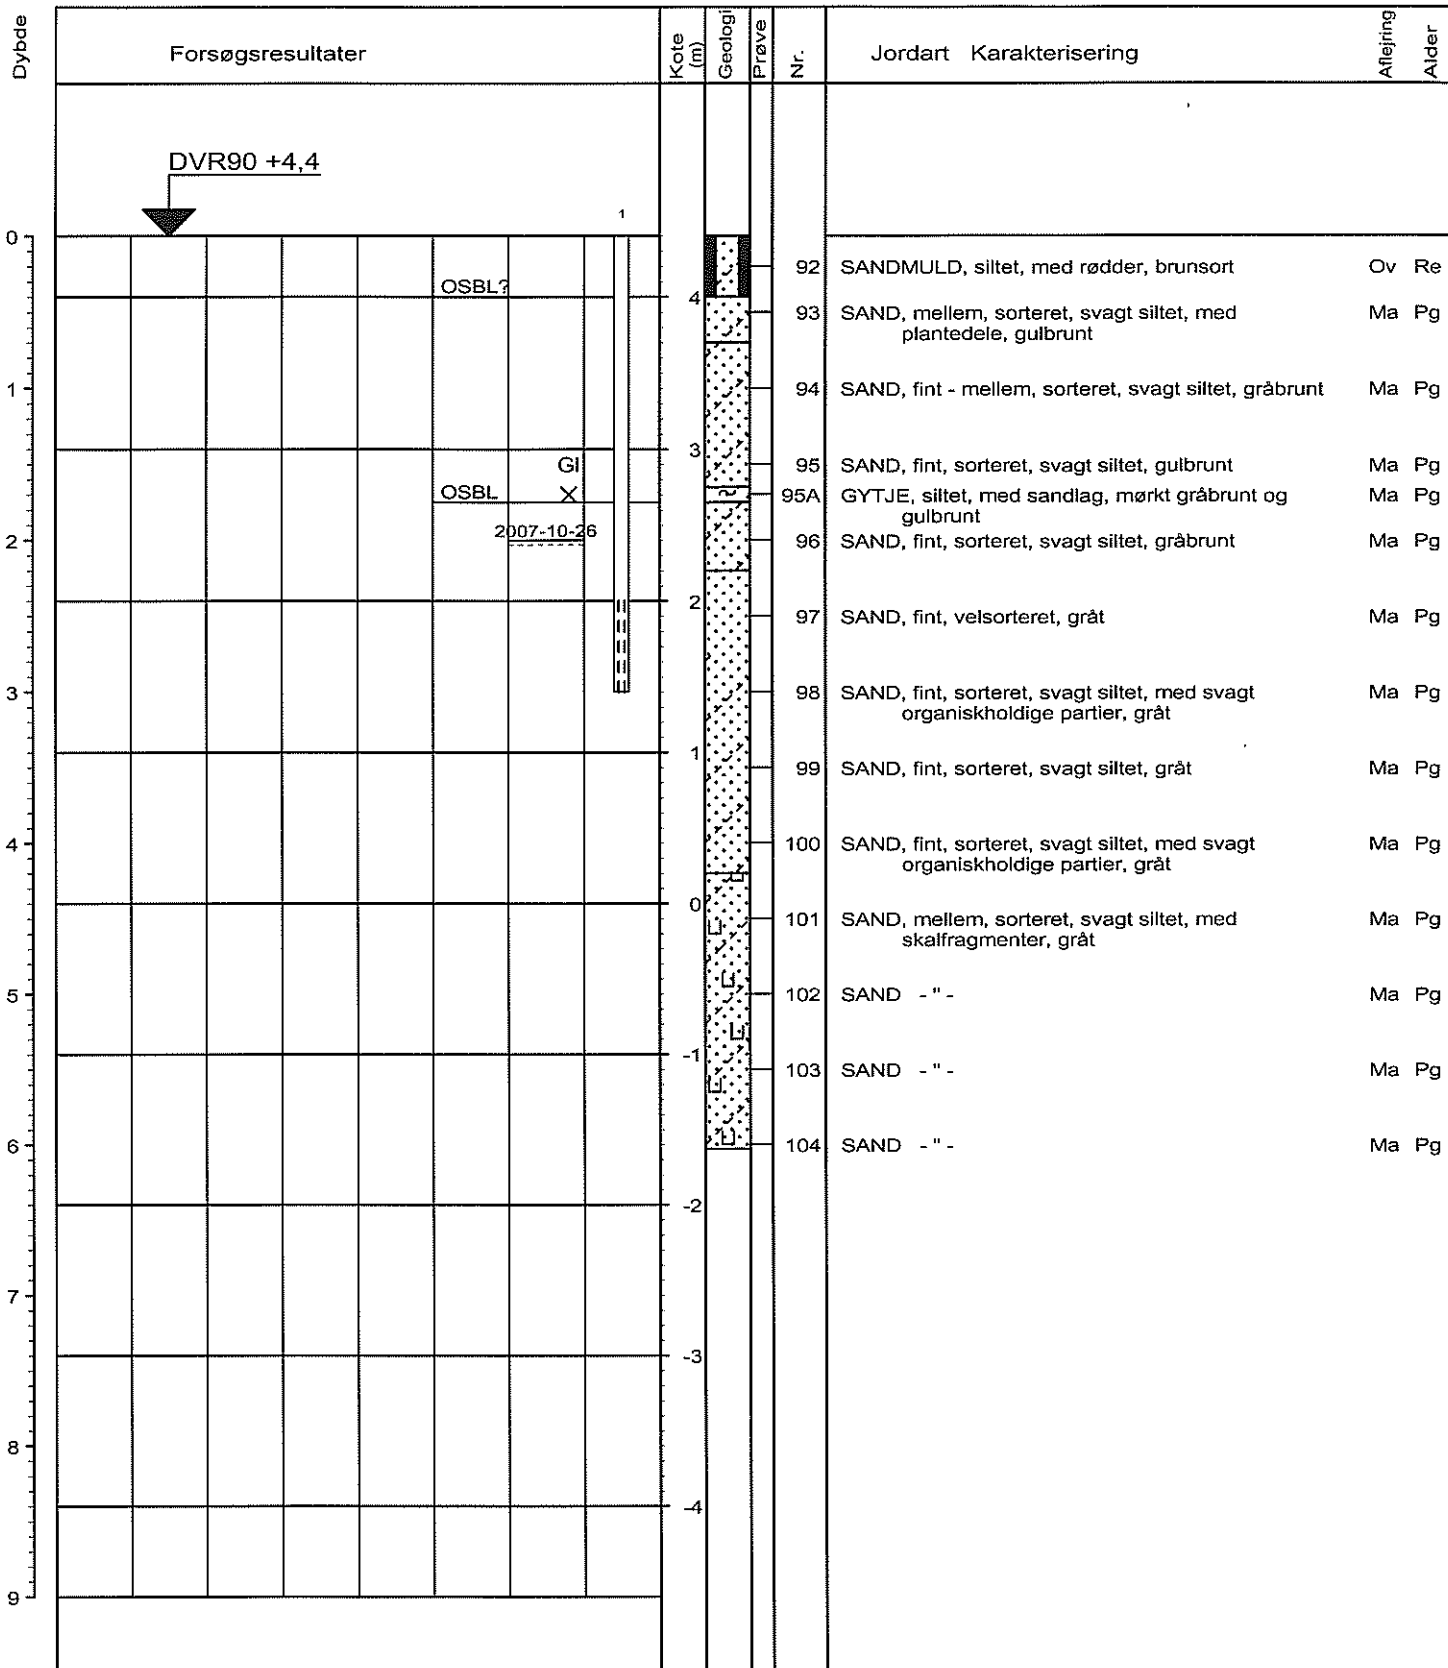 Dybde
Forsøgsresultater
Kote (m)
Geologi
Prøve
Nr.
Jordart Karakterisering
Aflejring
Alder
DVR90 +4,4
1
0
OSBL?
92 SANDMULD, siltet, med rødder, brunsort Ov Re
4
93 SAND, mellem, sorteret, svagt siltet, med Ma Pg
plantedele, gulbrunt
1
94 SAND, fint - mellem, sorteret, svagt siltet, gråbrunt Ma Pg
3
GI
95 SAND, fint, sorteret, svagt siltet, gulbrunt Ma Pg
OSBL
95A GYTJE, siltet, med sandlag, mørkt gråbrunt og Ma Pg
gulbrunt
2007-10-26
2
96 SAND, fint, sorteret, svagt siltet, gråbrunt Ma Pg
2
97 SAND, fint, velsorteret, gråt Ma Pg
3
98 SAND, fint, sorteret, svagt siltet, med svagt Ma Pg
organiskholdige partier, gråt
1
99 SAND, fint, sorteret, svagt siltet, gråt Ma Pg
4
100 SAND, fint, sorteret, svagt siltet, med svagt Ma Pg
organiskholdige partier, gråt
0
101 SAND, mellem, sorteret, svagt siltet, med Ma Pg
skalfragmenter, gråt
5
102 SAND - " - Ma Pg
-1
103 SAND - " - Ma Pg
6
104 SAND - " - Ma Pg
-2
7
-3
8
-4
9